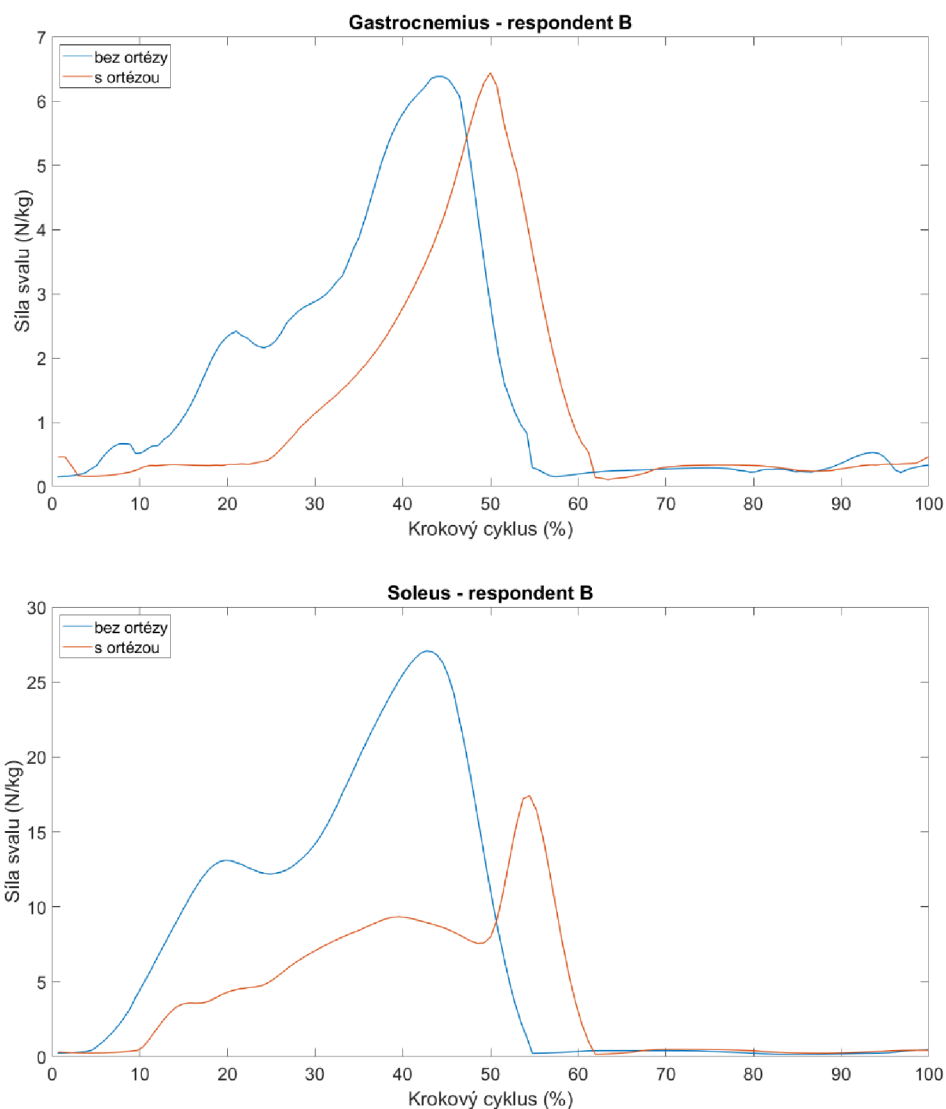 Gastrocnemius - respondent B
bez ortézy
s ortézou
7
6
5
4
3
2
1
0
Síla svalu (N/kg)
0 10 20 30 40 50 60 70 80 90 100
Krokový cyklus (%)
Soleus - respondent B
bez ortézy
s ortézou
30
25
20
15
10
5
0
Síla svalu (N/kg)
0 10 20 30 40 50 60 70 80 90 100
Krokový cyklus (%)